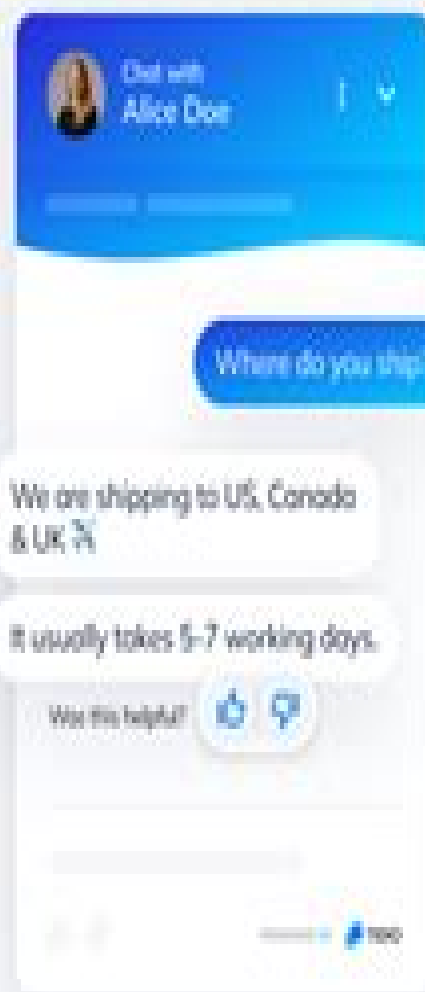 Chat with
Alice Doe
Where do you ship
We are shipping to US, Canada
& UK
It usually takes 5-7 working days.
Was this helpful?